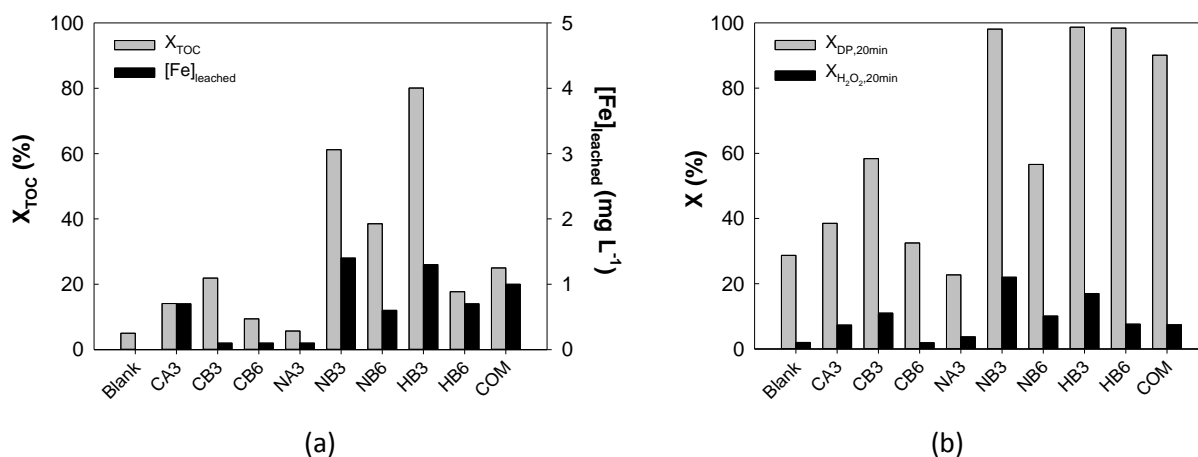 X_TOC
[Fe]_leached
X_TOC (%)
100
80
60
40
20
0
[Fe]_leached (mg L^-1)
5
4
3
2
1
0
Blank CA3 CB3 CB6 NA3 NB3 NB6 HB3 HB6 COM
(a)
X_DP,20min
X_H₂O₂,20min
X (%)
100
80
60
40
20
0
Blank CA3 CB3 CB6 NA3 NB3 NB6 HB3 HB6 COM
(b)